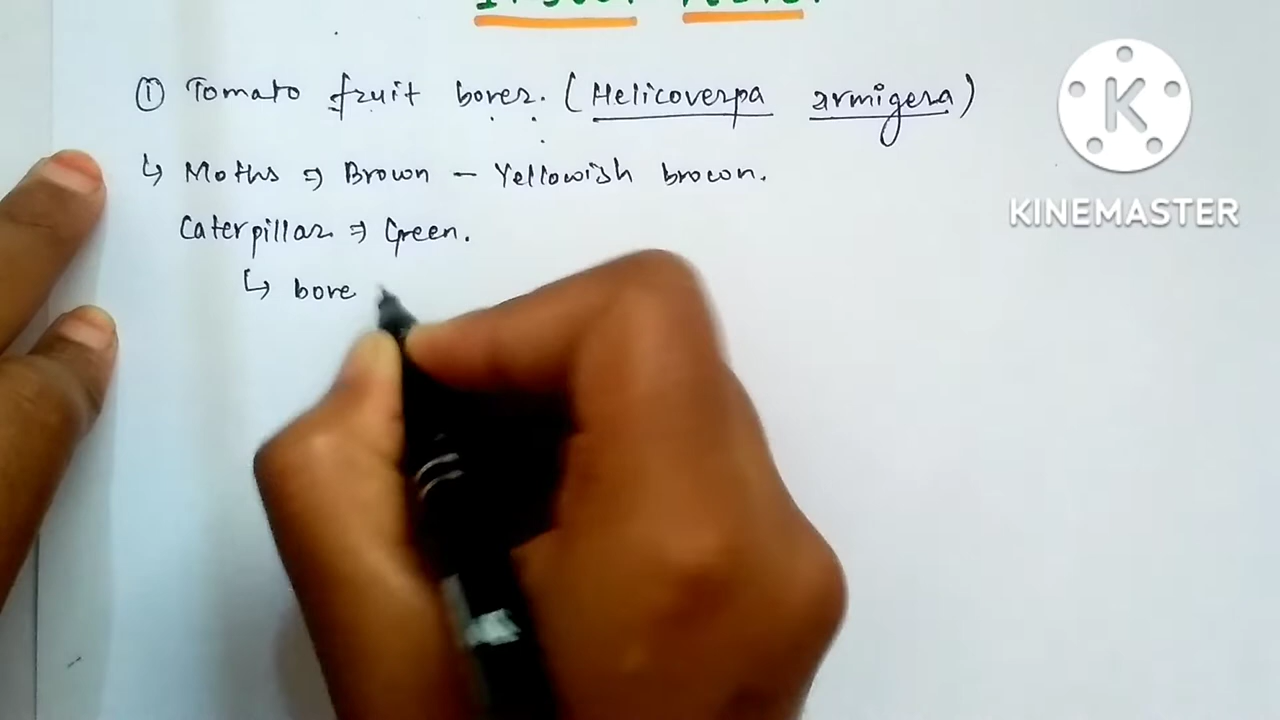 ① Tomato fruit borer. (Helicoverpa armigera)
↳ Moths ⇒ Brown - Yellowish brown.
Caterpillar ⇒ Green.
↳ bore
KINEMASTER